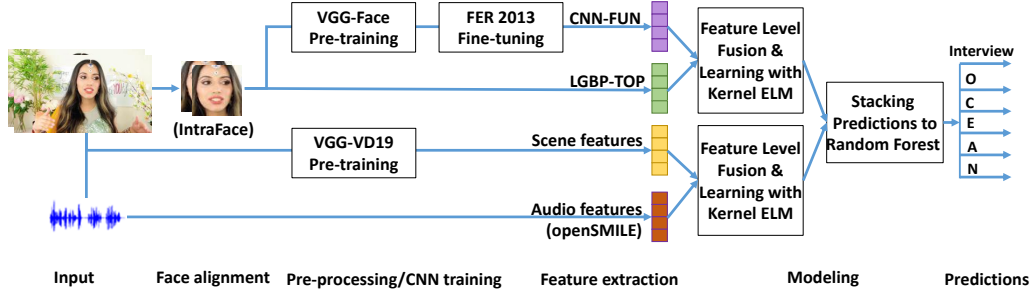 VGG-Face
Pre-training
FER 2013
Fine-tuning
CNN-FUN
Feature Level
Fusion &
Learning with
Kernel ELM
LGBP-TOP
(IntraFace)
VGG-VD19
Pre-training
Scene features
Audio features
(openSMILE)
Feature Level
Fusion &
Learning with
Kernel ELM
Stacking
Predictions to
Random Forest
Interview
O
C
E
A
N
Input
Face alignment
Pre-processing/CNN training
Feature extraction
Modeling
Predictions